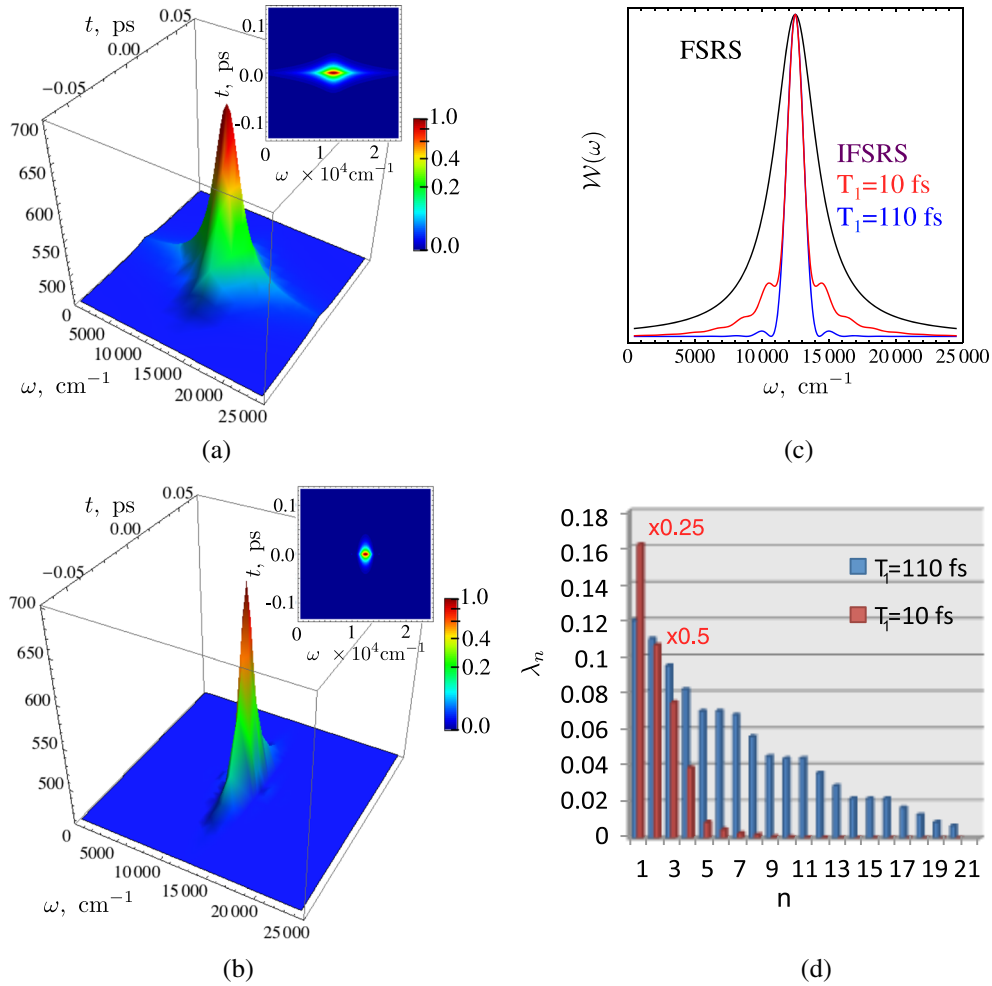 t, ps
0.05
0.00
−0.05
700
650
600
550
500
0
5000
10 000
15 000
20 000
25 000
ω, cm⁻¹
t, ps
0.1
0.0
-0.1
0 1 2
ω ×10⁴cm⁻¹
1.0
0.4
0.2
0.0
(a)
FSRS
IFSRS
T₁=10 fs
T₁=110 fs
𝒲(ω)
0 5000 10 000 15 000 20 000 25 000
ω, cm⁻¹
(c)
t, ps
0.05
0.00
−0.05
700
650
600
550
500
0
5000
10 000
15 000
20 000
25 000
ω, cm⁻¹
t, ps
0.1
0.0
-0.1
0 1 2
ω ×10⁴cm⁻¹
1.0
0.4
0.2
0.0
(b)
0.18
0.16
0.14
0.12
0.1
0.08
0.06
0.04
0.02
0
λₙ
x0.25
x0.5
T₁=110 fs
T₁=10 fs
1 3 5 7 9 11 13 15 17 19 21
n
(d)